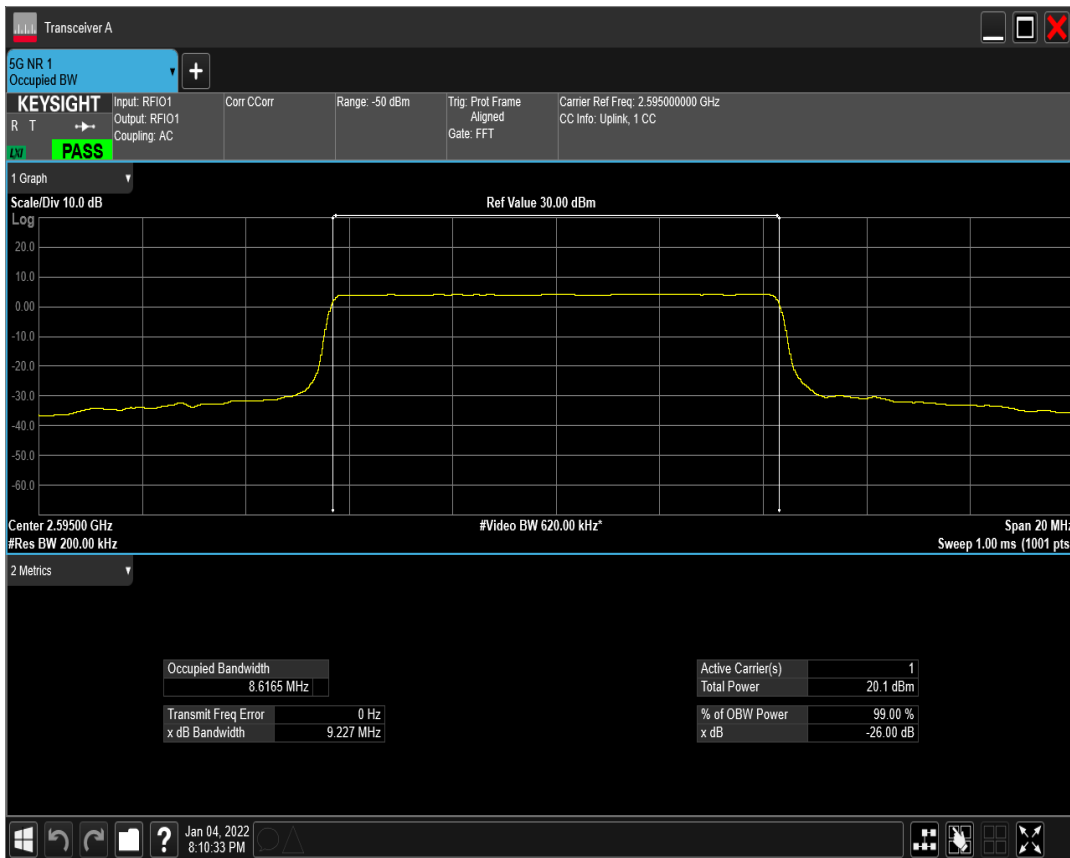 Transceiver A
5G NR 1
Occupied BW
KEYSIGHT
R T
LXI
PASS
Input: RFIO1
Output: RFIO1
Coupling: AC
Corr CCorr
Range: -50 dBm
Trig: Prot Frame
Aligned
Gate: FFT
Carrier Ref Freq: 2.595000000 GHz
CC Info: Uplink, 1 CC
1 Graph
Scale/Div 10.0 dB
Ref Value 30.00 dBm
Log
20.0
10.0
0.00
-10.0
-20.0
-30.0
-40.0
-50.0
-60.0
Center 2.59500 GHz
#Video BW 620.00 kHz*
Span 20 MHz
#Res BW 200.00 kHz
Sweep 1.00 ms (1001 pts
2 Metrics
Occupied Bandwidth
8.6165 MHz
Transmit Freq Error 0 Hz
x dB Bandwidth 9.227 MHz
Active Carrier(s) 1
Total Power 20.1 dBm
% of OBW Power 99.00 %
x dB -26.00 dB
?
Jan 04, 2022
8:10:33 PM